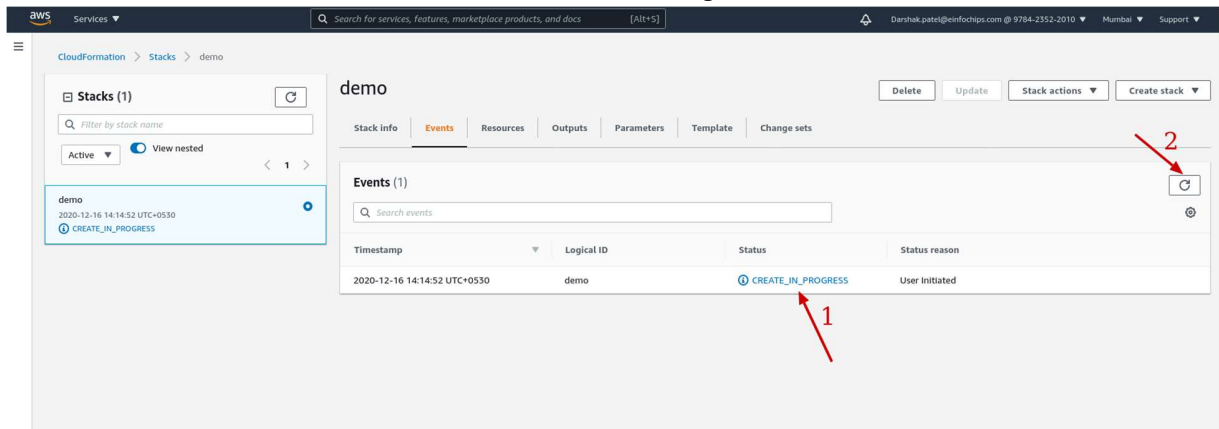 aws Services ▼ Search for services, features, marketplace products, and docs [Alt+S] Darshak.patel@einfochips.com @ 9784-2352-2010 ▼ Mumbai ▼ Support ▼
CloudFormation > Stacks > demo
Stacks (1)
Filter by stack name
Active ▼ View nested
< 1 >
demo
2020-12-16 14:14:52 UTC+0530
CREATE_IN_PROGRESS
demo
Delete Update Stack actions ▼ Create stack ▼
Stack info Events Resources Outputs Parameters Template Change sets
2
Events (1)
Search events
Timestamp ▼ Logical ID Status Status reason
2020-12-16 14:14:52 UTC+0530 demo CREATE_IN_PROGRESS User Initiated
1